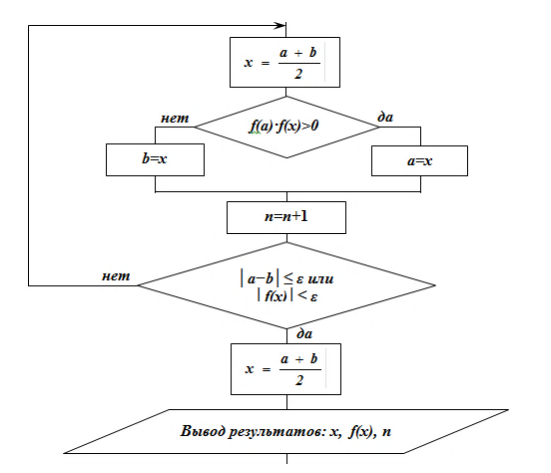 x = a + b
2
нет
f(a)·f(x)>0
да
b=x
a=x
n=n+1
нет
|a−b| ≤ ε или
|f(x)| < ε
да
x = a + b
2
Вывод результатов: x, f(x), n